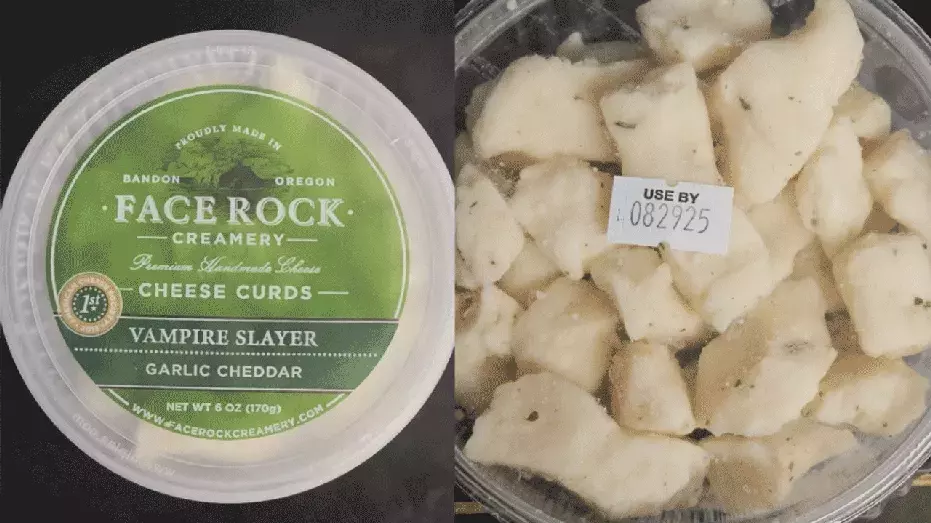 PROUDLY MADE IN
BANDON OREGON
FACE ROCK
CREAMERY
Premium Handmade Cheese
CHEESE CURDS
1st
VAMPIRE SLAYER
GARLIC CHEDDAR
NET WT 6 OZ (170g)
WWW.FACEROCKCREAMERY.COM
USE BY
082925